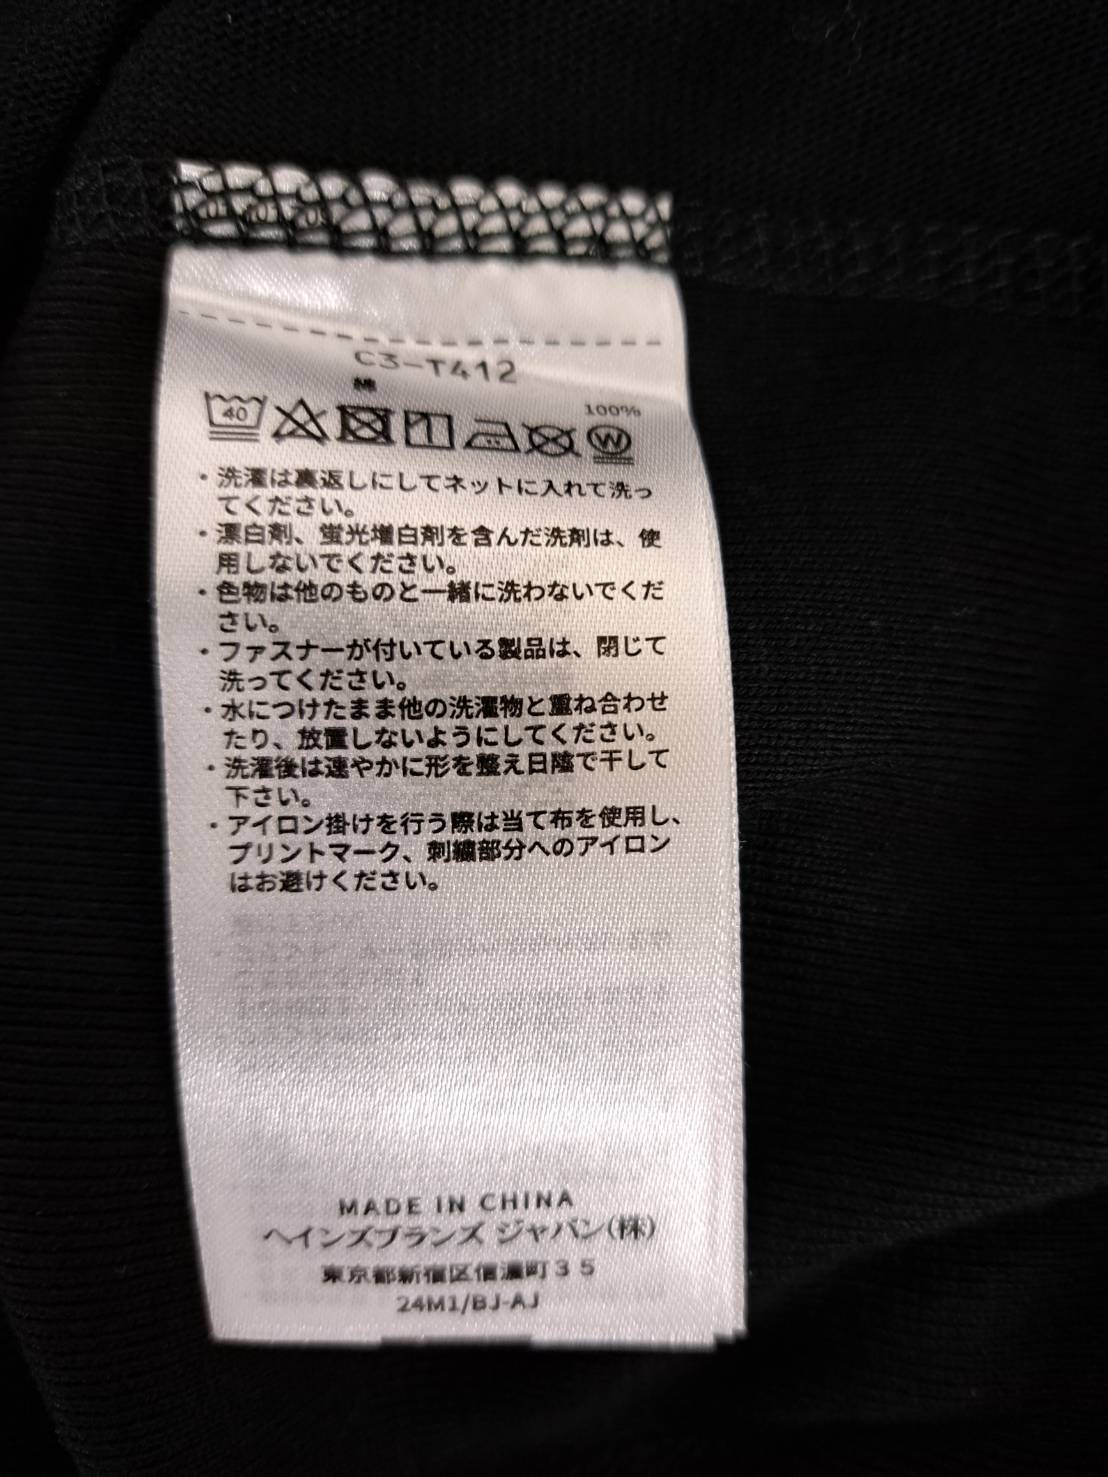 C3-T412
綿
100%
40
W
・洗濯は裏返しにしてネットに入れて洗っ
てください。
・漂白剤、蛍光増白剤を含んだ洗剤は、使
用しないでください。
・色物は他のものと一緒に洗わないでくだ
さい。
・ファスナーが付いている製品は、閉じて
洗ってください。
・水につけたまま他の洗濯物と重ね合わせ
たり、放置しないようにしてください。
・洗濯後は速やかに形を整え日陰で干して
下さい。
・アイロン掛けを行う際は当て布を使用し、
プリントマーク、刺繍部分へのアイロン
はお避けください。
MADE IN CHINA
ヘインズブランズ ジャパン(株)
東京都新宿区信濃町35
24M1/BJ-AJ